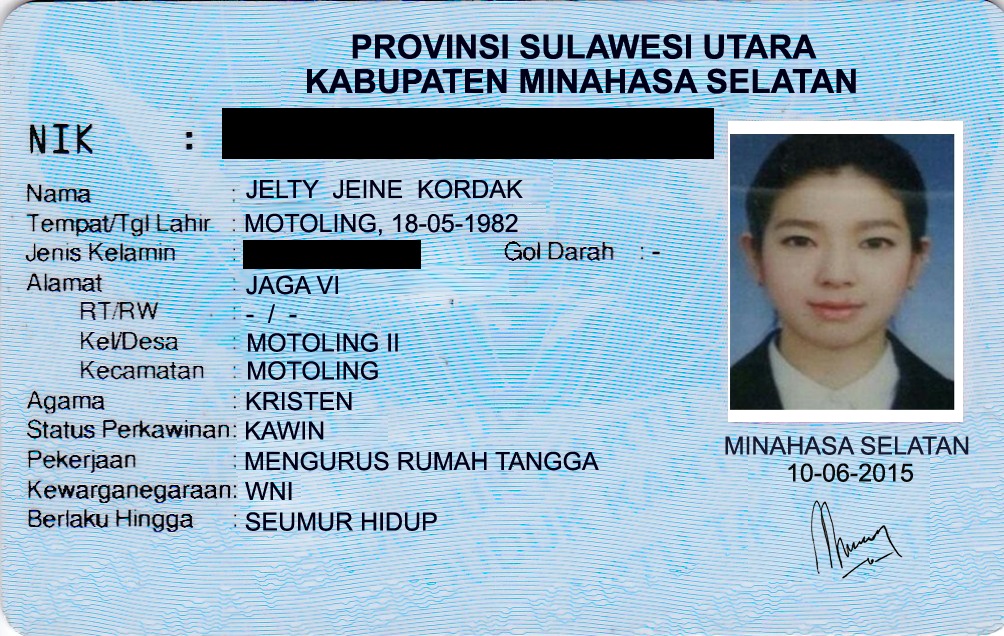 PROVINSI SULAWESI UTARA
KABUPATEN MINAHASA SELATAN
NIK :
Nama : JELTY JEINE KORDAK
Tempat/Tgl Lahir : MOTOLING, 18-05-1982
Jenis Kelamin Gol Darah : -
Alamat : JAGA VI
RT/RW : - / -
Kel/Desa : MOTOLING II
Kecamatan : MOTOLING
Agama : KRISTEN
Status Perkawinan: KAWIN
Pekerjaan : MENGURUS RUMAH TANGGA
Kewarganegaraan: WNI
Berlaku Hingga : SEUMUR HIDUP
MINAHASA SELATAN
10-06-2015